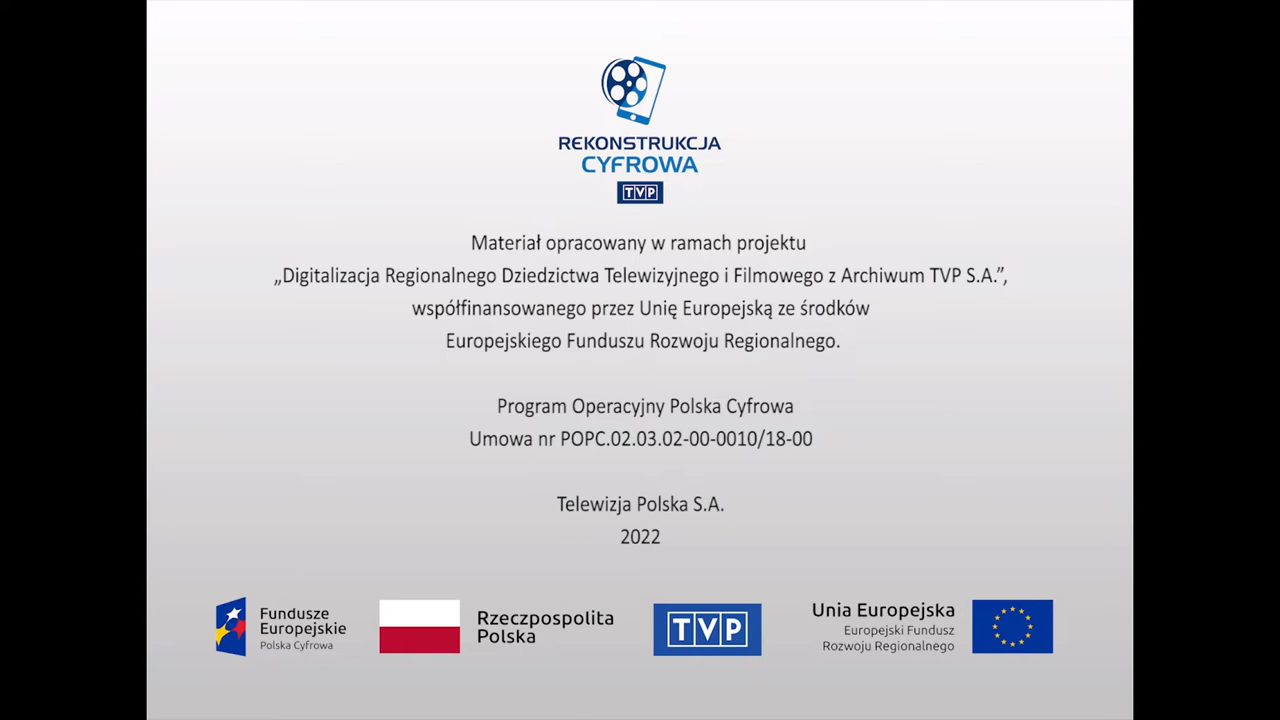 REKONSTRUKCJA
CYFROWA
TVP
Materiał opracowany w ramach projektu
„Digitalizacja Regionalnego Dziedzictwa Telewizyjnego i Filmowego z Archiwum TVP S.A.”,
współfinansowanego przez Unię Europejską ze środków
Europejskiego Funduszu Rozwoju Regionalnego.
Program Operacyjny Polska Cyfrowa
Umowa nr POPC.02.03.02-00-0010/18-00
Telewizja Polska S.A.
2022
Fundusze
Europejskie
Polska Cyfrowa
Rzeczpospolita
Polska
TVP
Unia Europejska
Europejski Fundusz
Rozwoju Regionalnego